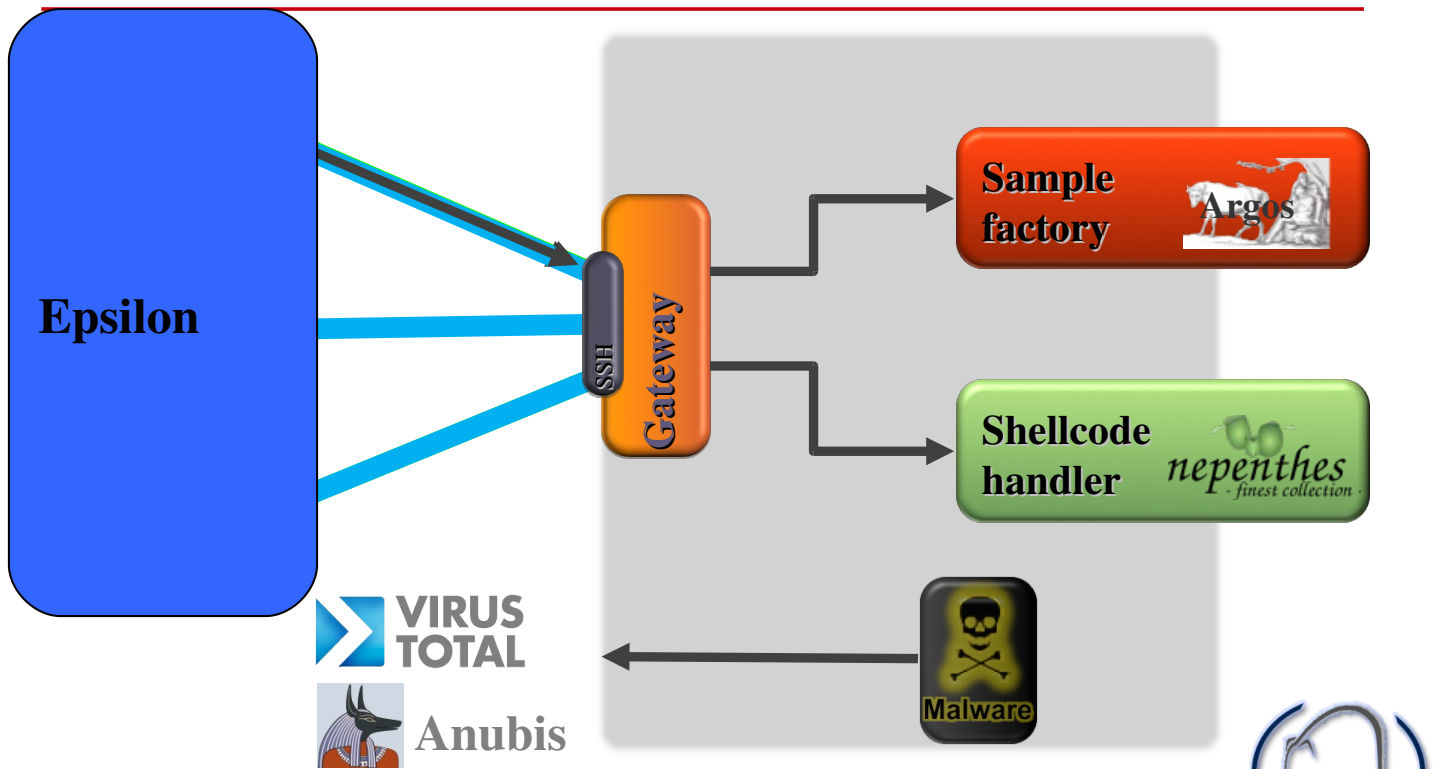 Epsilon
SSH
Gateway
Sample
factory
Argos
Shellcode
handler
nepenthes
- finest collection -
VIRUS
TOTAL
Anubis
Malware